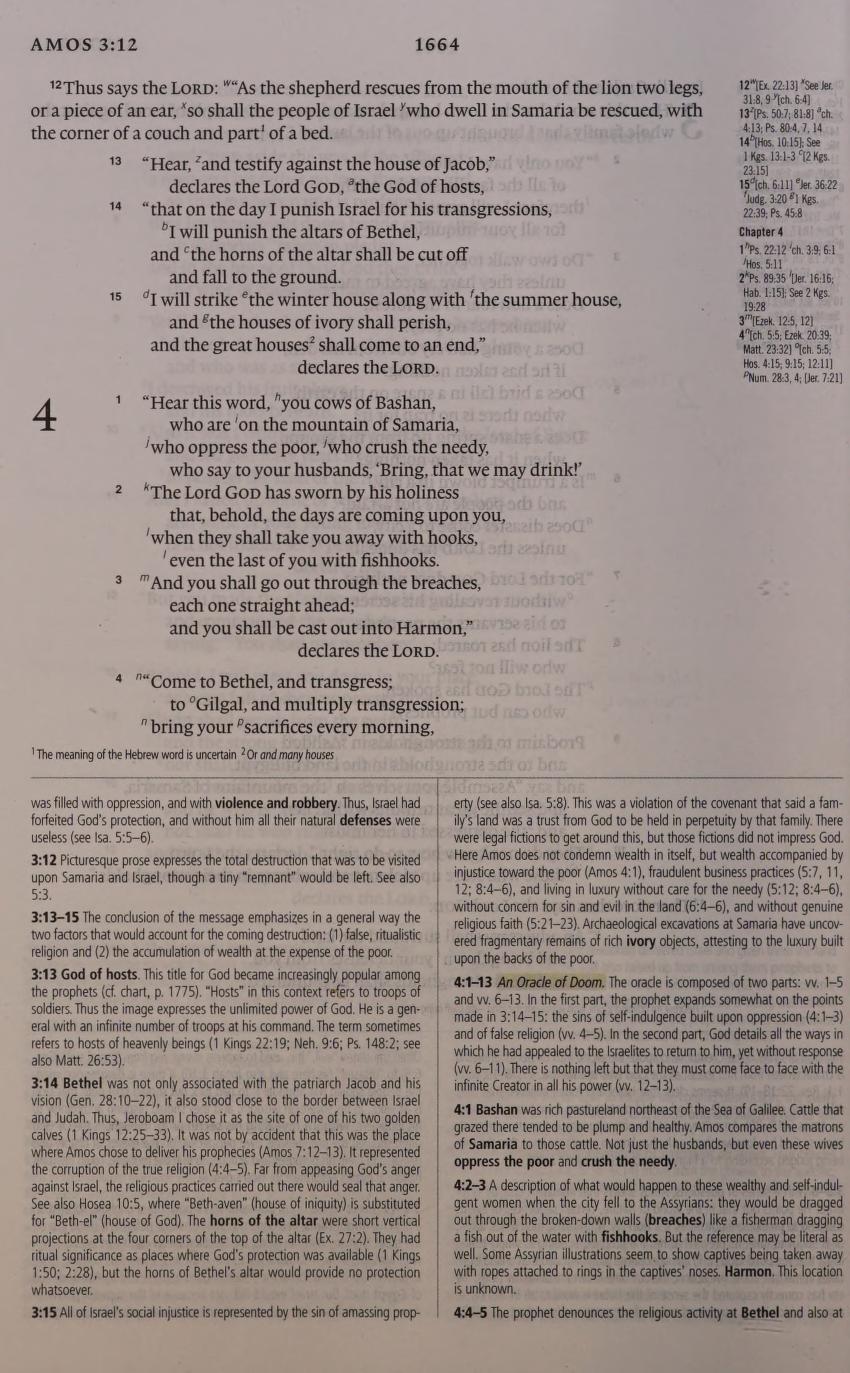 AMOS 3:12
1664
12Thus says the LORD: w“As the shepherd rescues from the mouth of the lion two legs,
or a piece of an ear, xso shall the people of Israel ywho dwell in Samaria be rescued, with
the corner of a couch and part1 of a bed.
13 “Hear, zand testify against the house of Jacob,”
declares the Lord GOD, athe God of hosts,
14 “that on the day I punish Israel for his transgressions,
bI will punish the altars of Bethel,
and cthe horns of the altar shall be cut off
and fall to the ground.
15 dI will strike ethe winter house along with fthe summer house,
and gthe houses of ivory shall perish,
and the great houses2 shall come to an end,”
declares the LORD.
4
1 “Hear this word, hyou cows of Bashan,
who are ion the mountain of Samaria,
jwho oppress the poor, jwho crush the needy,
who say to your husbands, ‘Bring, that we may drink!’
2 kThe Lord GOD has sworn by his holiness
that, behold, the days are coming upon you,
lwhen they shall take you away with hooks,
leven the last of you with fishhooks.
3 mAnd you shall go out through the breaches,
each one straight ahead;
and you shall be cast out into Harmon,”
declares the LORD.
4 n“Come to Bethel, and transgress;
to oGilgal, and multiply transgression;
nbring your psacrifices every morning,
1The meaning of the Hebrew word is uncertain 2Or and many houses
12w[Ex. 22:13] xSee Jer.
31:8, 9 y[ch. 6:4]
13z[Ps. 50:7; 81:8] ach.
4:13; Ps. 80:4, 7, 14
14b[Hos. 10:15]; See
1 Kgs. 13:1-3 c[2 Kgs.
23:15]
15d[ch. 6:11] eJer. 36:22
fJudg. 3:20 g1 Kgs.
22:39; Ps. 45:8
Chapter 4
1hPs. 22:12 ich. 3:9; 6:1
jHos. 5:11
2kPs. 89:35 l[Jer. 16:16;
Hab. 1:15]; See 2 Kgs.
19:28
3m[Ezek. 12:5, 12]
4n[ch. 5:5; Ezek. 20:39;
Matt. 23:32] o[ch. 5:5;
Hos. 4:15; 9:15; 12:11]
pNum. 28:3, 4; [Jer. 7:21]
was filled with oppression, and with violence and robbery. Thus, Israel had
forfeited God's protection, and without him all their natural defenses were
useless (see Isa. 5:5–6).
3:12 Picturesque prose expresses the total destruction that was to be visited
upon Samaria and Israel, though a tiny “remnant” would be left. See also
5:3.
3:13–15 The conclusion of the message emphasizes in a general way the
two factors that would account for the coming destruction: (1) false, ritualistic
religion and (2) the accumulation of wealth at the expense of the poor.
3:13 God of hosts. This title for God became increasingly popular among
the prophets (cf. chart, p. 1775). “Hosts” in this context refers to troops of
soldiers. Thus the image expresses the unlimited power of God. He is a gen-
eral with an infinite number of troops at his command. The term sometimes
refers to hosts of heavenly beings (1 Kings 22:19; Neh. 9:6; Ps. 148:2; see
also Matt. 26:53).
3:14 Bethel was not only associated with the patriarch Jacob and his
vision (Gen. 28:10–22), it also stood close to the border between Israel
and Judah. Thus, Jeroboam I chose it as the site of one of his two golden
calves (1 Kings 12:25–33). It was not by accident that this was the place
where Amos chose to deliver his prophecies (Amos 7:12–13). It represented
the corruption of the true religion (4:4–5). Far from appeasing God's anger
against Israel, the religious practices carried out there would seal that anger.
See also Hosea 10:5, where “Beth-aven” (house of iniquity) is substituted
for “Beth-el” (house of God). The horns of the altar were short vertical
projections at the four corners of the top of the altar (Ex. 27:2). They had
ritual significance as places where God's protection was available (1 Kings
1:50; 2:28), but the horns of Bethel's altar would provide no protection
whatsoever.
3:15 All of Israel's social injustice is represented by the sin of amassing prop-
erty (see also Isa. 5:8). This was a violation of the covenant that said a fam-
ily's land was a trust from God to be held in perpetuity by that family. There
were legal fictions to get around this, but those fictions did not impress God.
Here Amos does not condemn wealth in itself, but wealth accompanied by
injustice toward the poor (Amos 4:1), fraudulent business practices (5:7, 11,
12; 8:4–6), and living in luxury without care for the needy (5:12; 8:4–6),
without concern for sin and evil in the land (6:4–6), and without genuine
religious faith (5:21–23). Archaeological excavations at Samaria have uncov-
ered fragmentary remains of rich ivory objects, attesting to the luxury built
upon the backs of the poor.
4:1–13 An Oracle of Doom. The oracle is composed of two parts: vv. 1–5
and vv. 6–13. In the first part, the prophet expands somewhat on the points
made in 3:14–15: the sins of self-indulgence built upon oppression (4:1–3)
and of false religion (vv. 4–5). In the second part, God details all the ways in
which he had appealed to the Israelites to return to him, yet without response
(vv. 6–11). There is nothing left but that they must come face to face with the
infinite Creator in all his power (vv. 12–13).
4:1 Bashan was rich pastureland northeast of the Sea of Galilee. Cattle that
grazed there tended to be plump and healthy. Amos compares the matrons
of Samaria to those cattle. Not just the husbands, but even these wives
oppress the poor and crush the needy.
4:2–3 A description of what would happen to these wealthy and self-indul-
gent women when the city fell to the Assyrians: they would be dragged
out through the broken-down walls (breaches) like a fisherman dragging
a fish out of the water with fishhooks. But the reference may be literal as
well. Some Assyrian illustrations seem to show captives being taken away
with ropes attached to rings in the captives' noses. Harmon. This location
is unknown.
4:4–5 The prophet denounces the religious activity at Bethel and also at